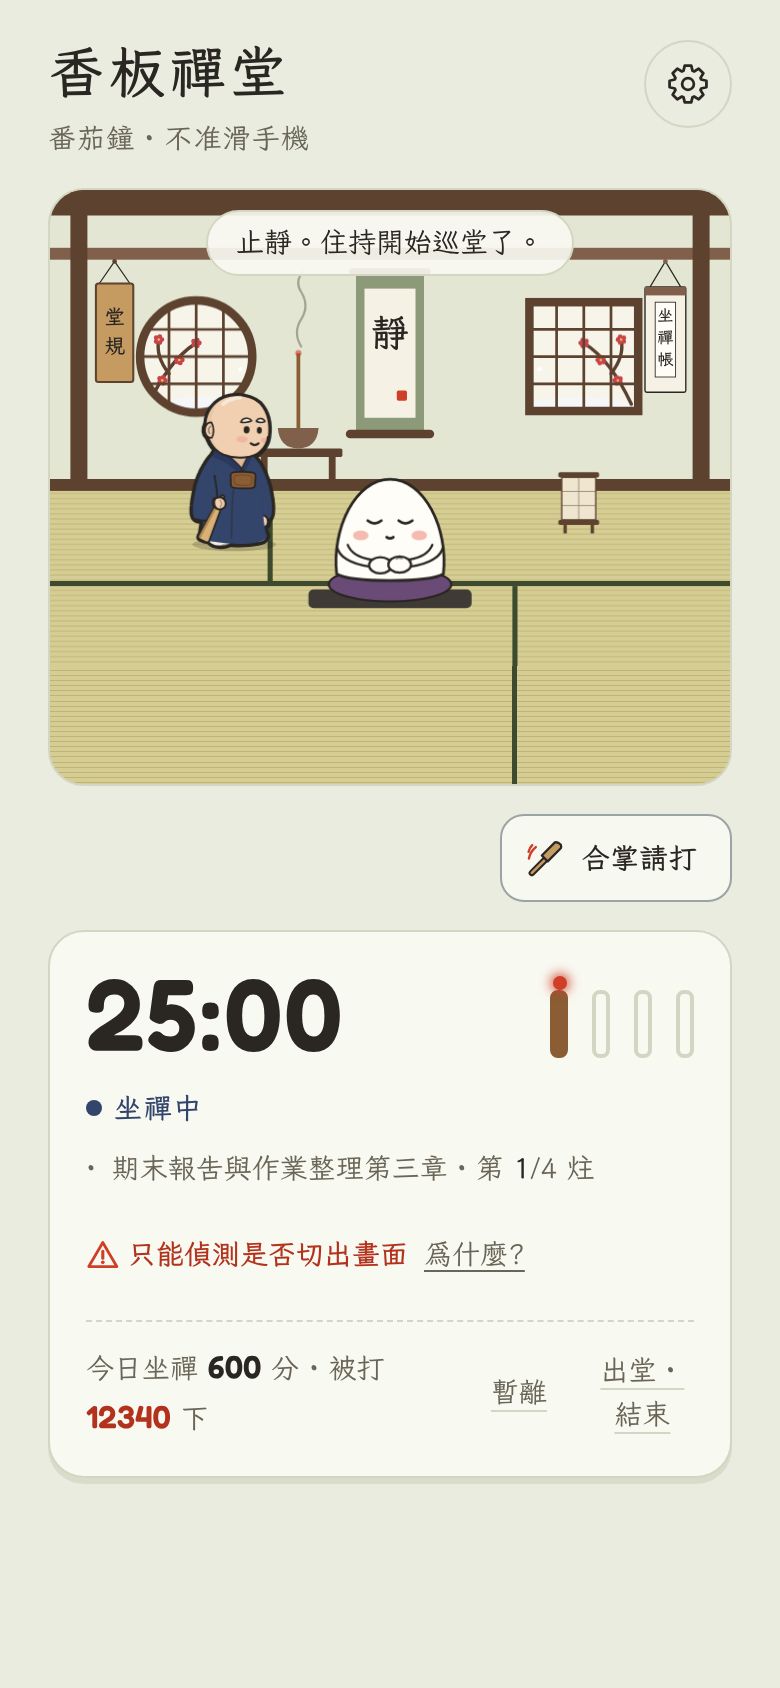 香板禪堂
番茄鐘・不准滑手機
止靜。住持開始巡堂了。
堂規
靜
坐禪帳
合掌請打
25:00
坐禪中
・ 期末報告與作業整理第三章・第 1/4 炷
只能偵測是否切出畫面 為什麼?
今日坐禪 600 分・被打
12340 下
暫離
出堂・
結束